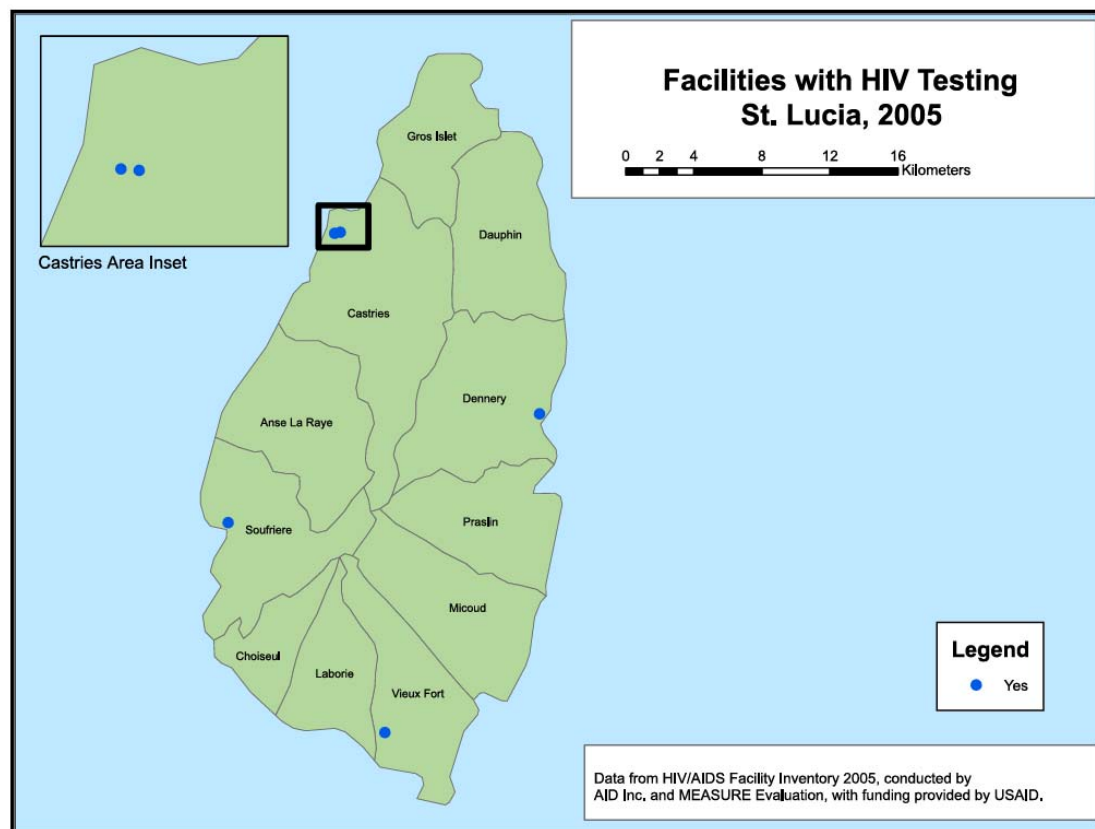 Facilities with HIV Testing
St. Lucia, 2005
0 2 4 8 12 16
Kilometers
Castries Area Inset
Gros Islet
Dauphin
Castries
Dennery
Anse La Raye
Soufriere
Praslin
Micoud
Choiseul
Laborie
Vieux Fort
Legend
Yes
Data from HIV/AIDS Facility Inventory 2005, conducted by
AID Inc. and MEASURE Evaluation, with funding provided by USAID.